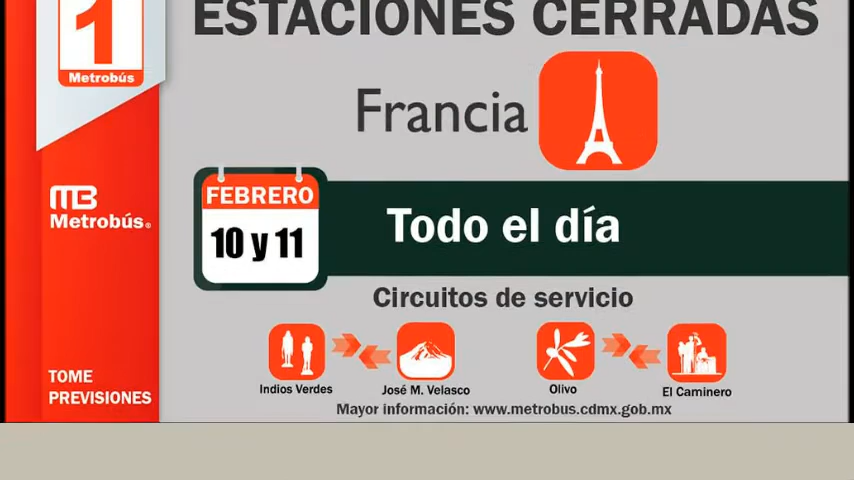 ESTACIONES CERRADAS
1
Metrobús
Francia
MB
Metrobús®
FEBRERO
10 y 11
Todo el día
Circuitos de servicio
Indios Verdes
José M. Velasco
Olivo
El Caminero
TOME
PREVISIONES
Mayor información: www.metrobus.cdmx.gob.mx